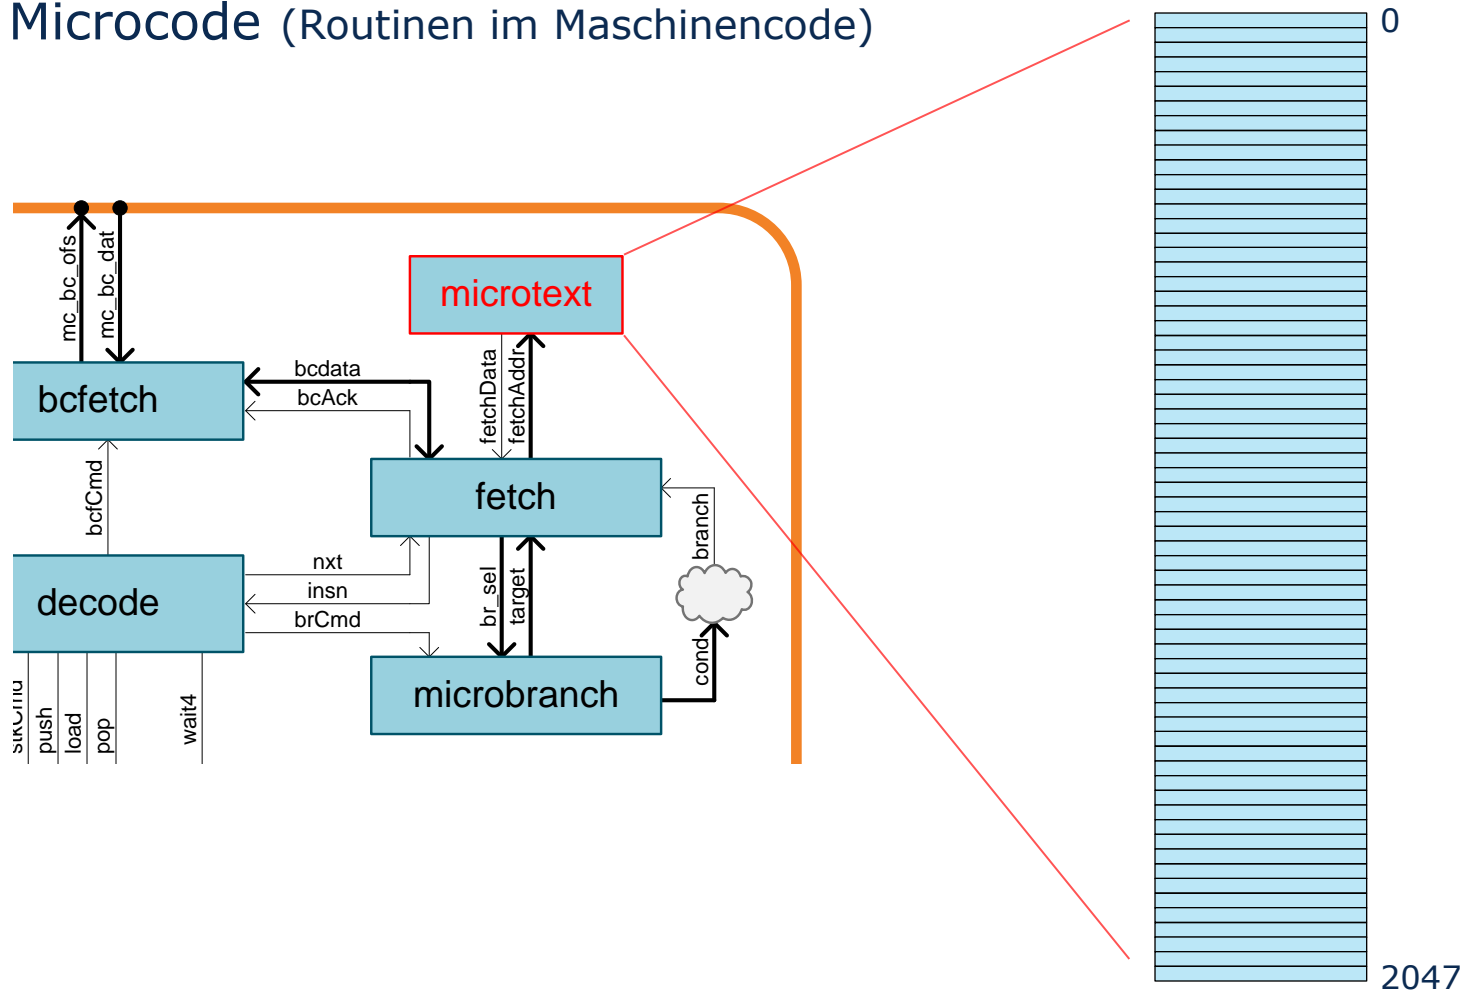 Microcode (Routinen im Maschinencode)
0
mc_bc_ofs
mc_bc_dat
microtext
bcfetch
bcdata
bcAck
fetchData
fetchAddr
bcfCmd
fetch
branch
decode
nxt
insn
brCmd
br_sel
target
cond
microbranch
push
load
pop
wait4
2047